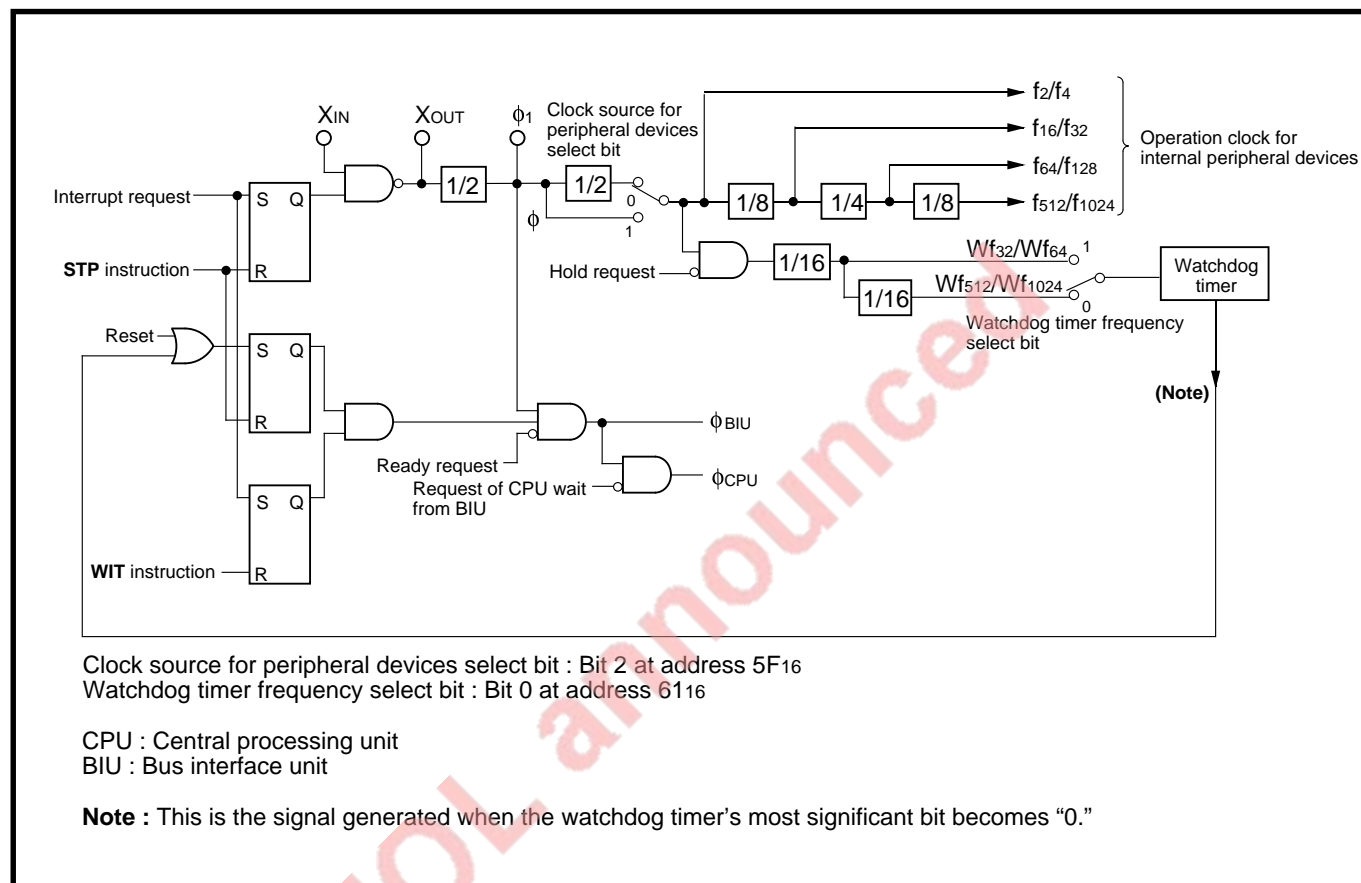 XIN
XOUT
ϕ1
Clock source for
peripheral devices
select bit
f2/f4
f16/f32
f64/f128
f512/f1024
Operation clock for
internal peripheral devices
Interrupt request
S Q
R
1/2
1/2
0
1
ϕ
1/8
1/4
1/8
STP instruction
Hold request
1/16
Wf32/Wf64
1
1/16
Wf512/Wf1024
0
Watchdog timer frequency
select bit
Watchdog
timer
(Note)
Reset
S Q
R
Ready request
Request of CPU wait
from BIU
ϕBIU
ϕCPU
S Q
R
WIT instruction
Clock source for peripheral devices select bit : Bit 2 at address 5F16
Watchdog timer frequency select bit : Bit 0 at address 6116
CPU : Central processing unit
BIU : Bus interface unit
Note : This is the signal generated when the watchdog timer’s most significant bit becomes “0.”
OL announced